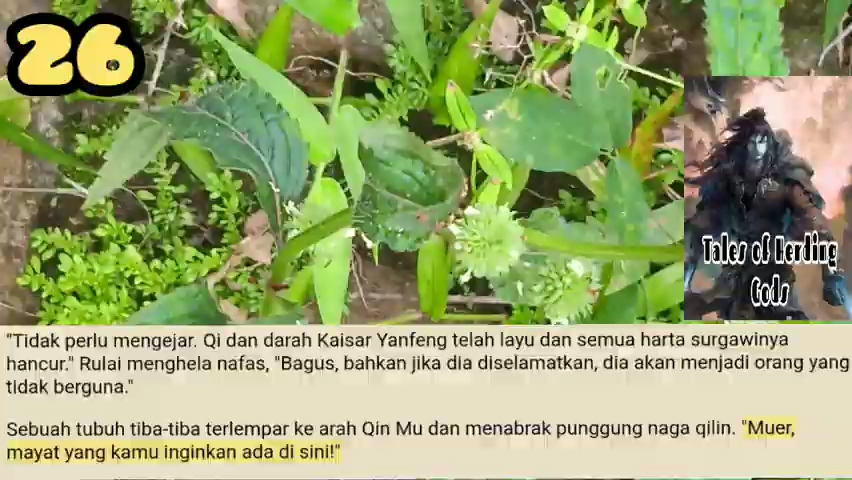 26
Tales of Herding
Gods
"Tidak perlu mengejar. Qi dan darah Kaisar Yanfeng telah layu dan semua harta surgawinya
hancur." Rulai menghela nafas, "Bagus, bahkan jika dia diselamatkan, dia akan menjadi orang yang
tidak berguna."
Sebuah tubuh tiba-tiba terlempar ke arah Qin Mu dan menabrak punggung naga qilin. "Muer,
mayat yang kamu inginkan ada di sini!"